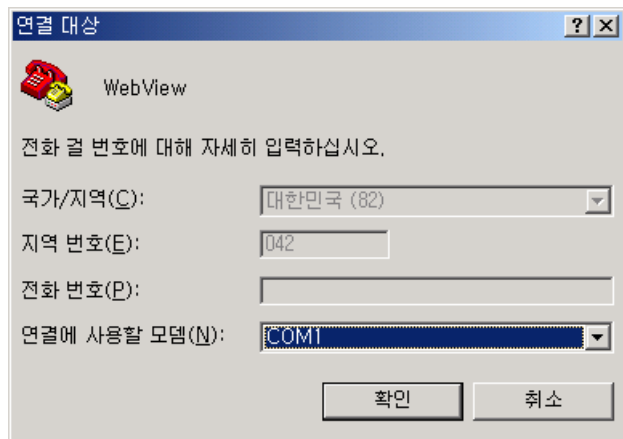 연결 대상
WebView
전화 걸 번호에 대해 자세히 입력하십시오.
국가/지역(C): 대한민국 (82)
지역 번호(E): 042
전화 번호(P):
연결에 사용할 모뎀(N): COM1
확인 취소